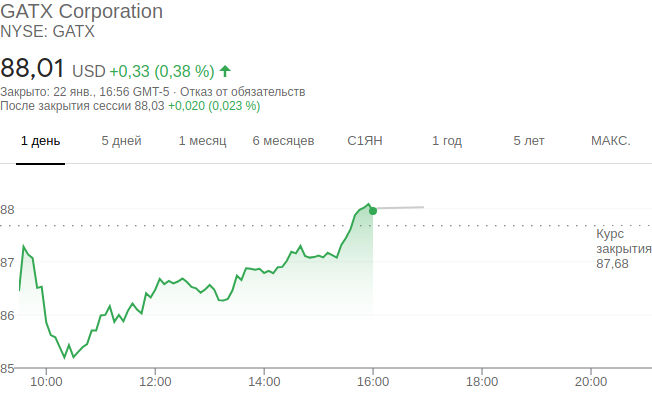 GATX Corporation
NYSE: GATX
88,01 USD +0,33 (0,38 %)
Закрыто: 22 янв., 16:56 GMT-5 · Отказ от обязательств
После закрытия сессии 88,03 +0,020 (0,023 %)
1 день 5 дней 1 месяц 6 месяцев С1ЯН 1 год 5 лет МАКС.
88
Курс
закрытия
87,68
87
86
85
10:00 12:00 14:00 16:00 18:00 20:00